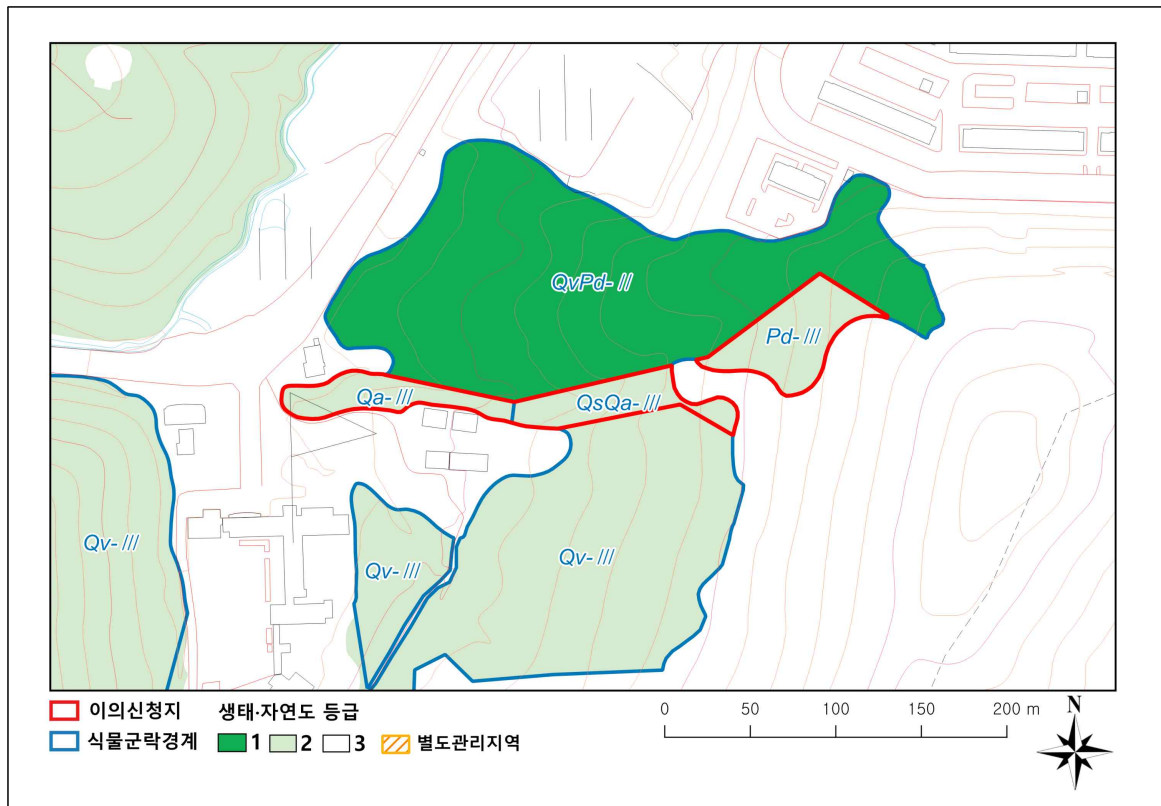 QvPd- II
Pd- III
Qa- III
QsQa- III
Qv- III
Qv- III
Qv- III
이의신청지 생태·자연도 등급
식물군락경계 1 2 3 별도관리지역
0 50 100 150 200 m
N